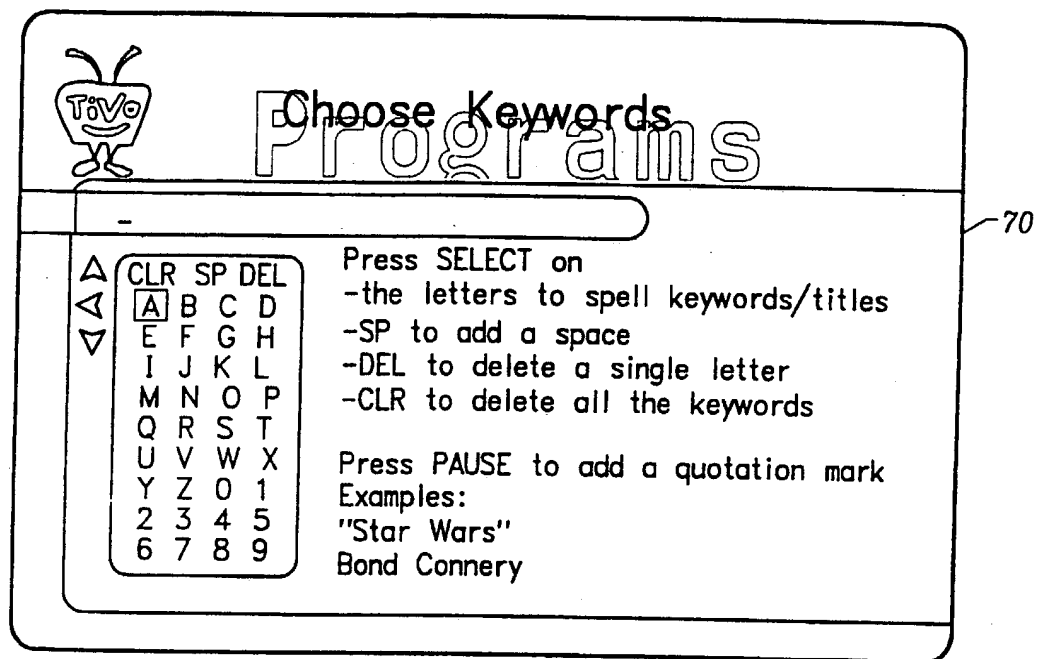 TiVo
Programs
Choose Keywords
_
70
CLR SP DEL
A B C D
E F G H
I J K L
M N O P
Q R S T
U V W X
Y Z 0 1
2 3 4 5
6 7 8 9
Press SELECT on
-the letters to spell keywords/titles
-SP to add a space
-DEL to delete a single letter
-CLR to delete all the keywords
Press PAUSE to add a quotation mark
Examples:
"Star Wars"
Bond Connery